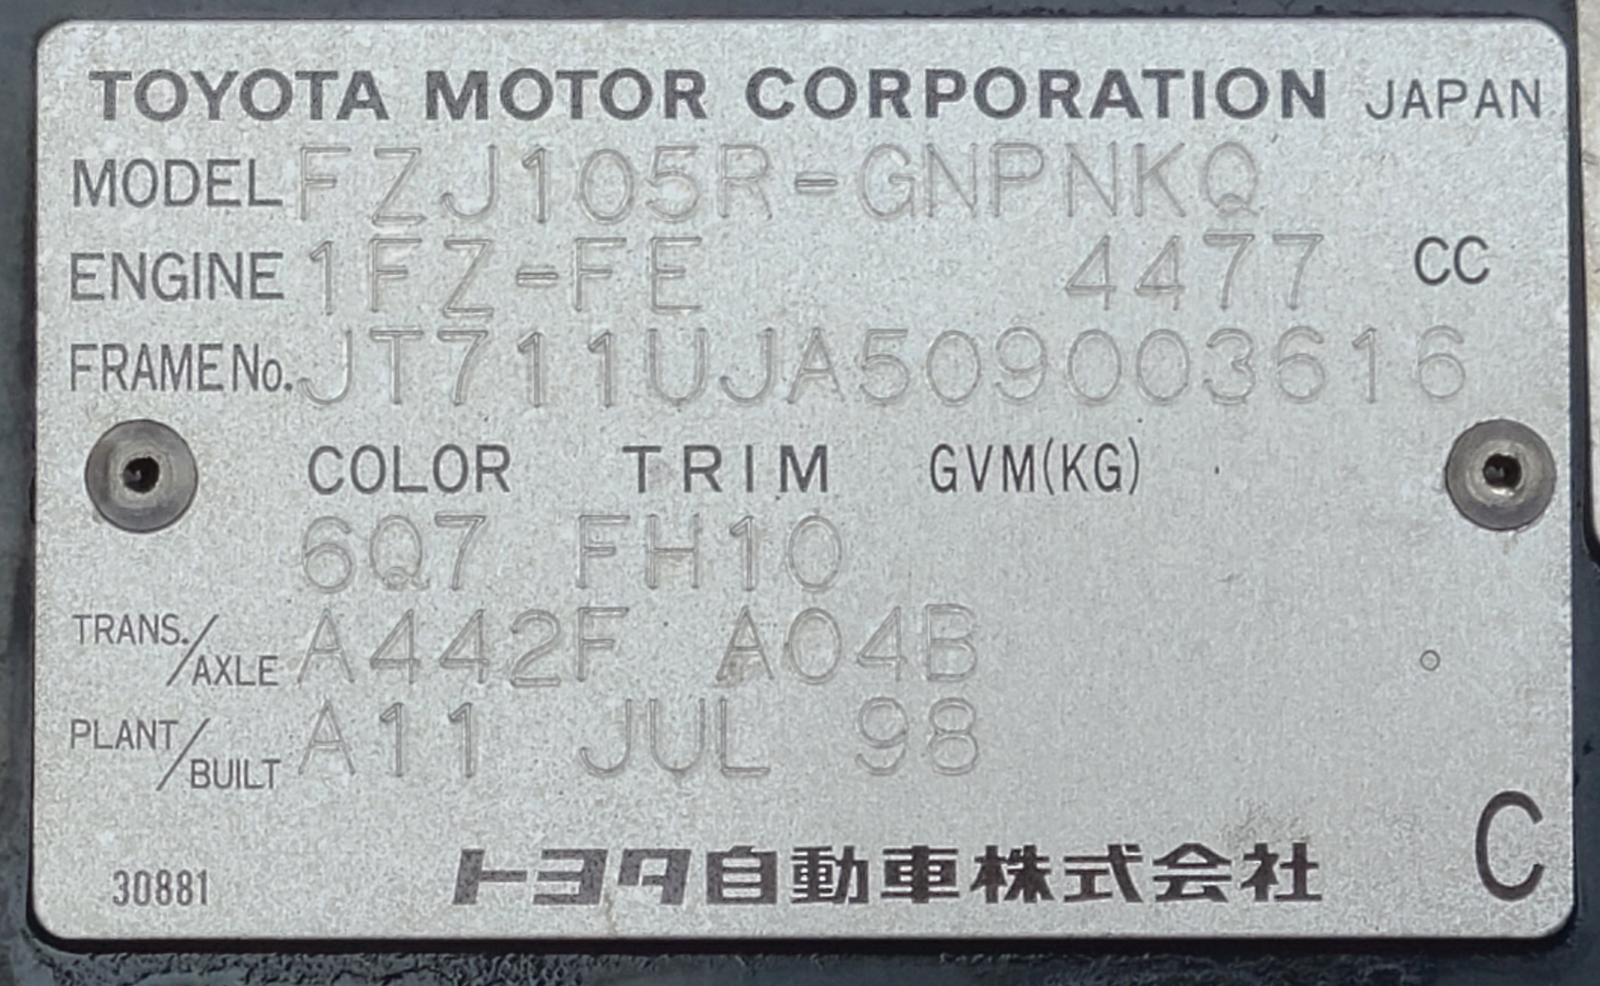 TOYOTA MOTOR CORPORATION JAPAN
MODEL FZJ105R-GNPNKQ
ENGINE 1FZ-FE 4477 CC
FRAME No. JT711UJA509003616
COLOR TRIM GVM(KG)
6Q7 FH10
TRANS./AXLE A442F A04B
PLANT/BUILT A11 JUL 98
C
30881 トヨタ自動車株式会社